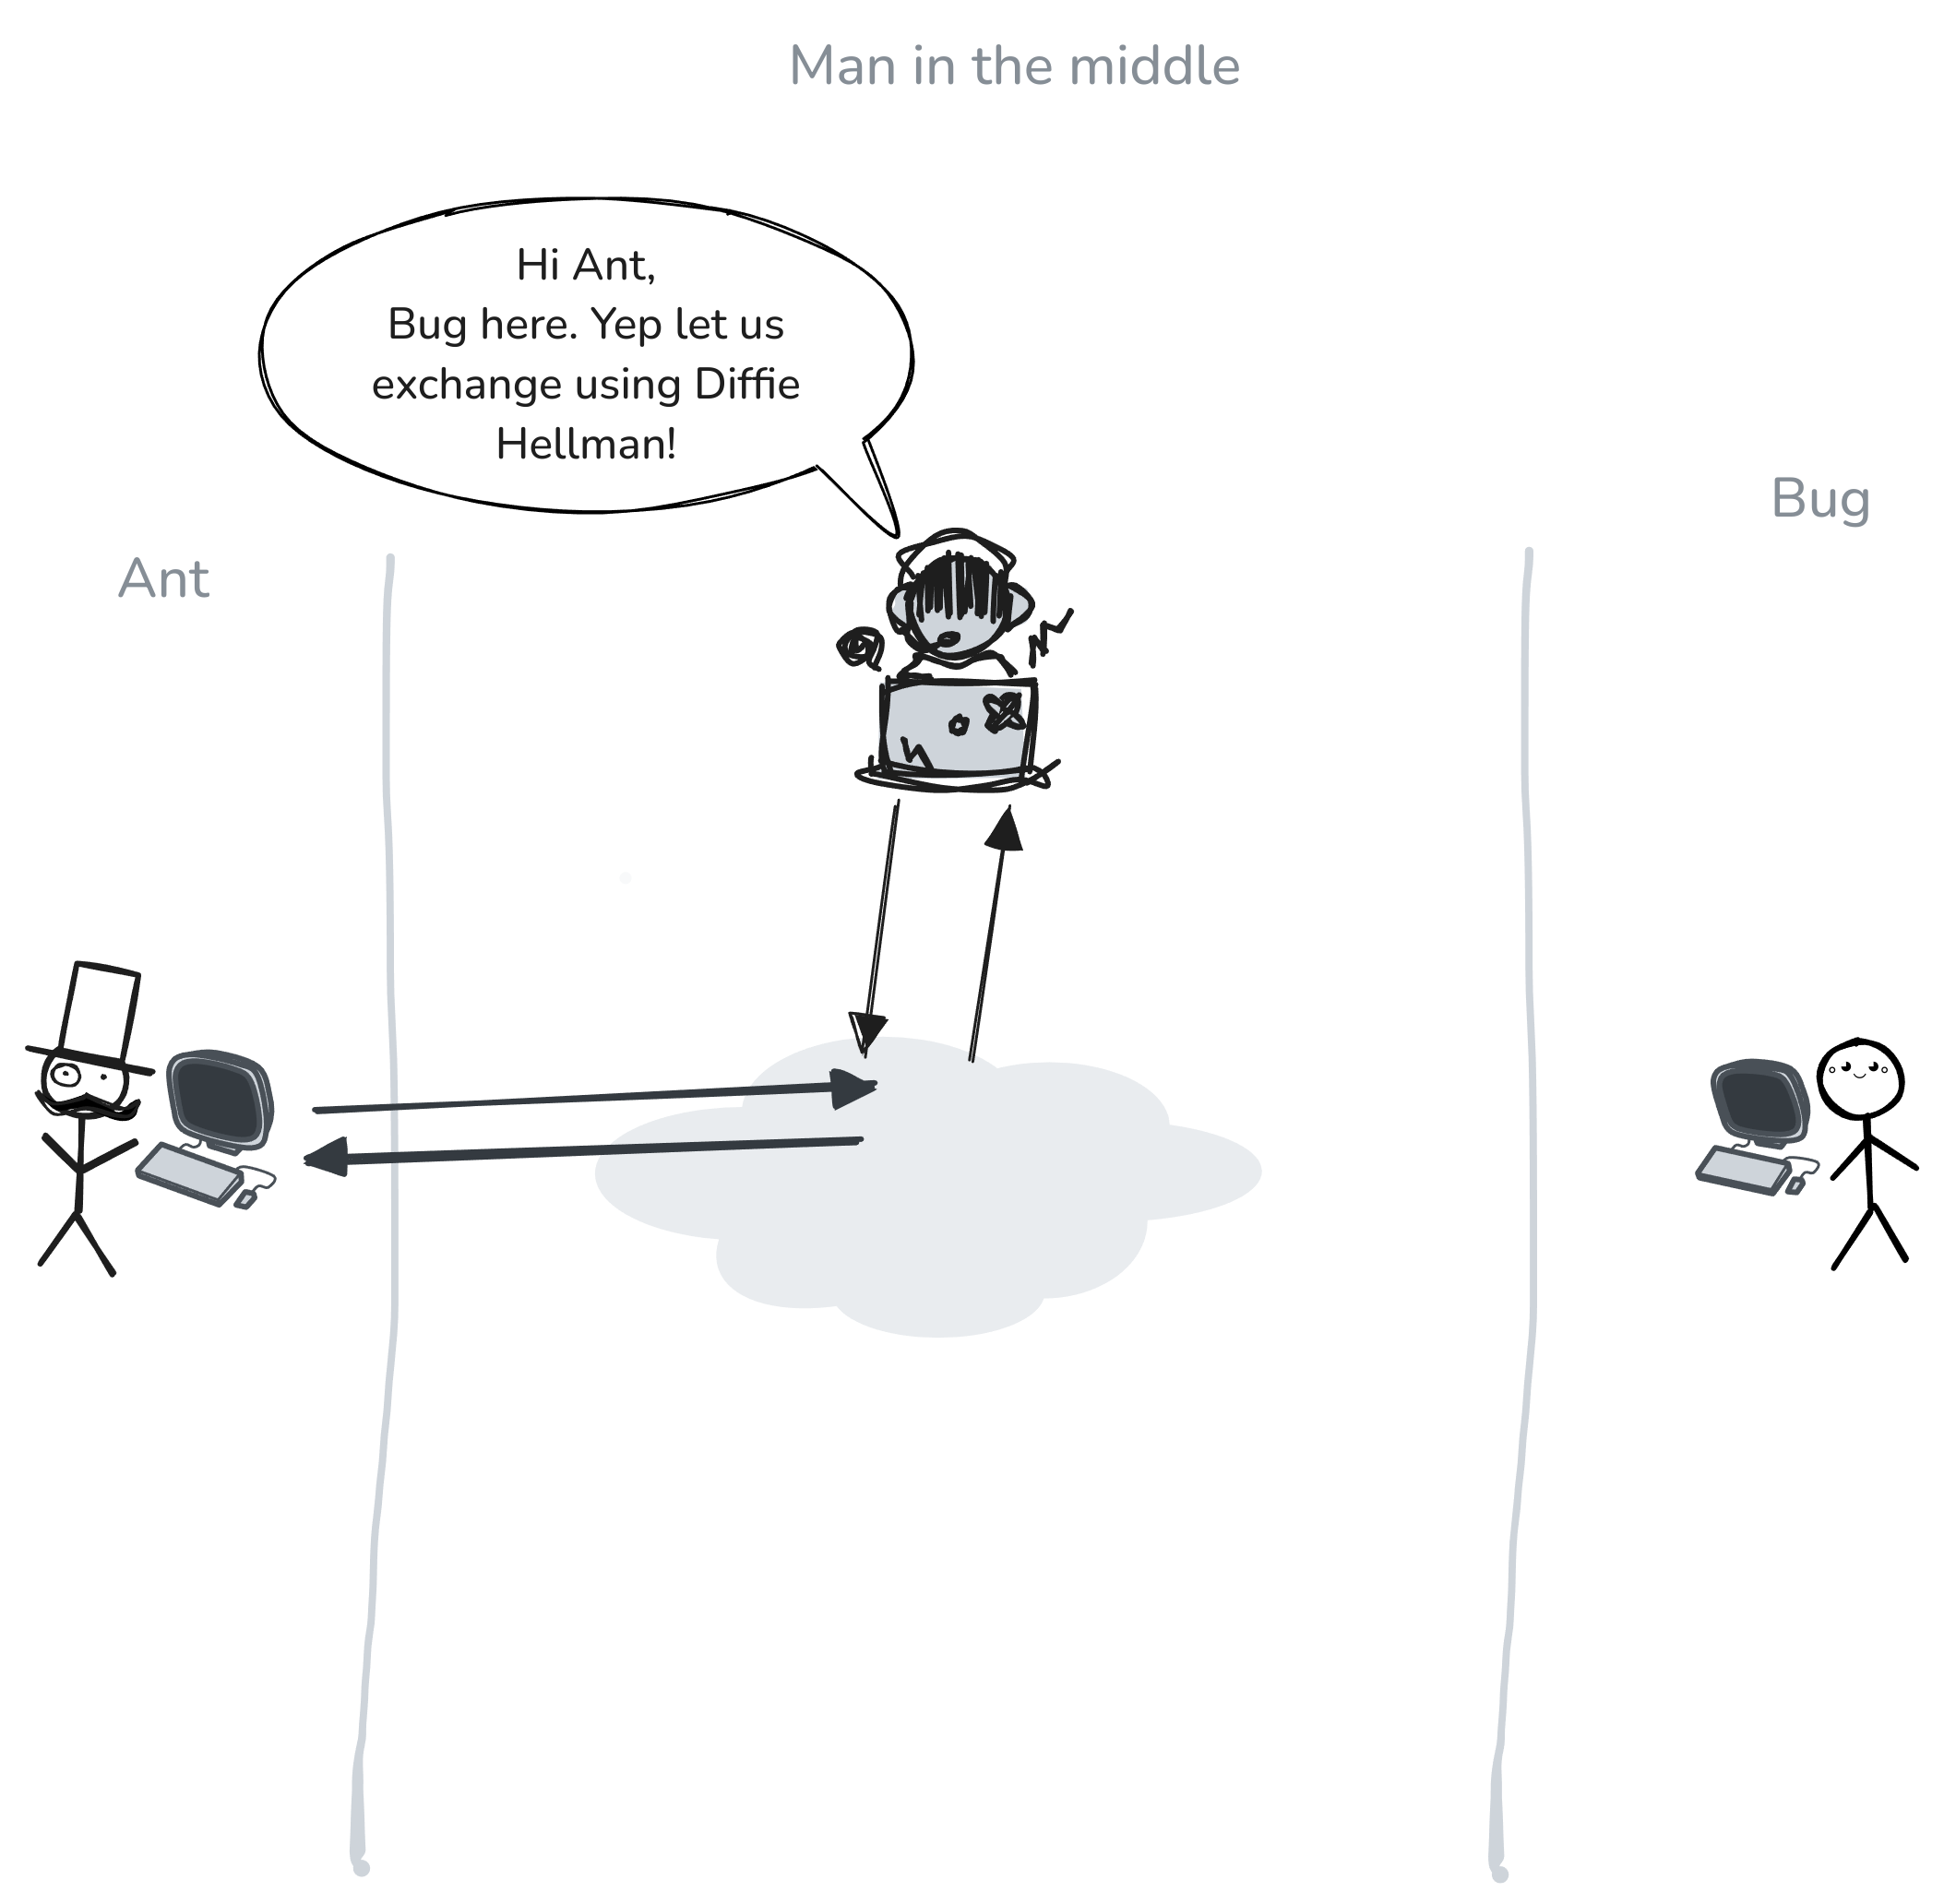 Man in the middle
Hi Ant,
Bug here. Yep let us
exchange using Diffie
Hellman!
Bug
Ant